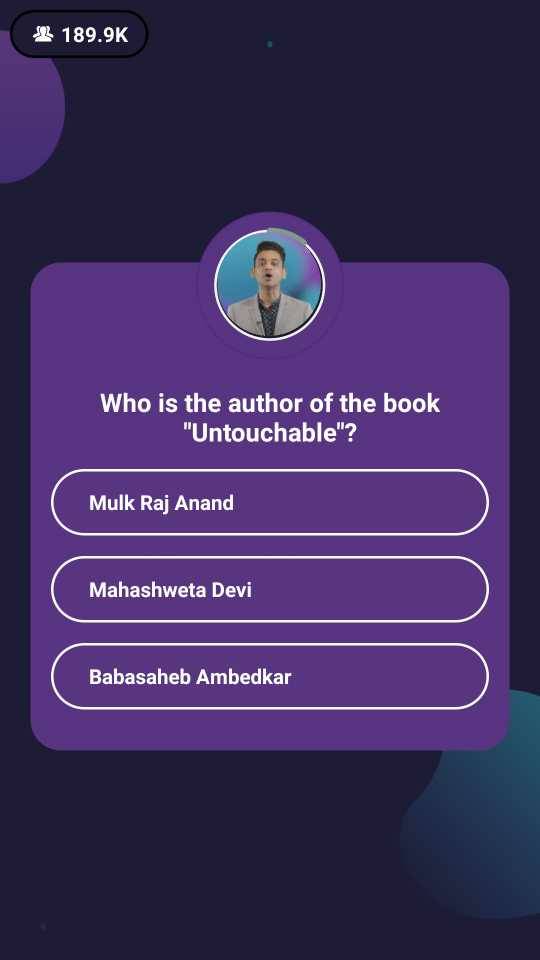 189.9K
Who is the author of the book
"Untouchable"?
Mulk Raj Anand
Mahashweta Devi
Babasaheb Ambedkar